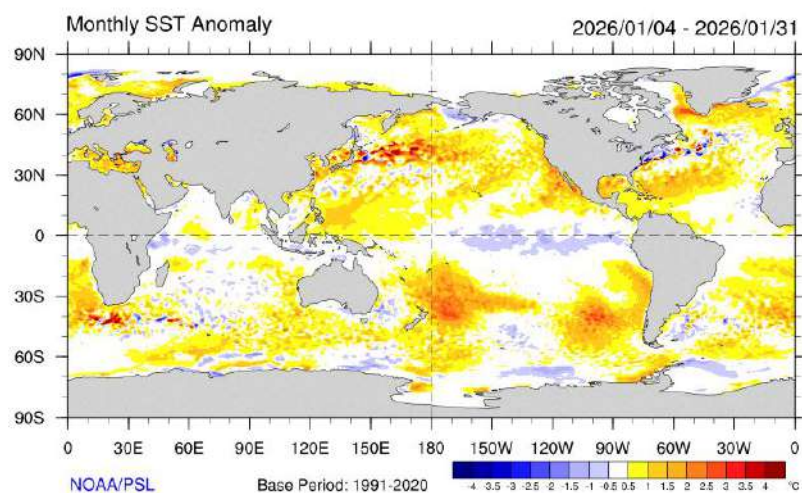 Monthly SST Anomaly 2026/01/04 - 2026/01/31
90N
60N
30N
0
30S
60S
90S
0 30E 60E 90E 120E 150E 180 150W 120W 90W 60W 30W 0
NOAA/PSL Base Period: 1991-2020
-4 -3.5 -3 -2.5 -2 -1.5 -1 -0.5 0.5 1 1.5 2 2.5 3 3.5 4 °C